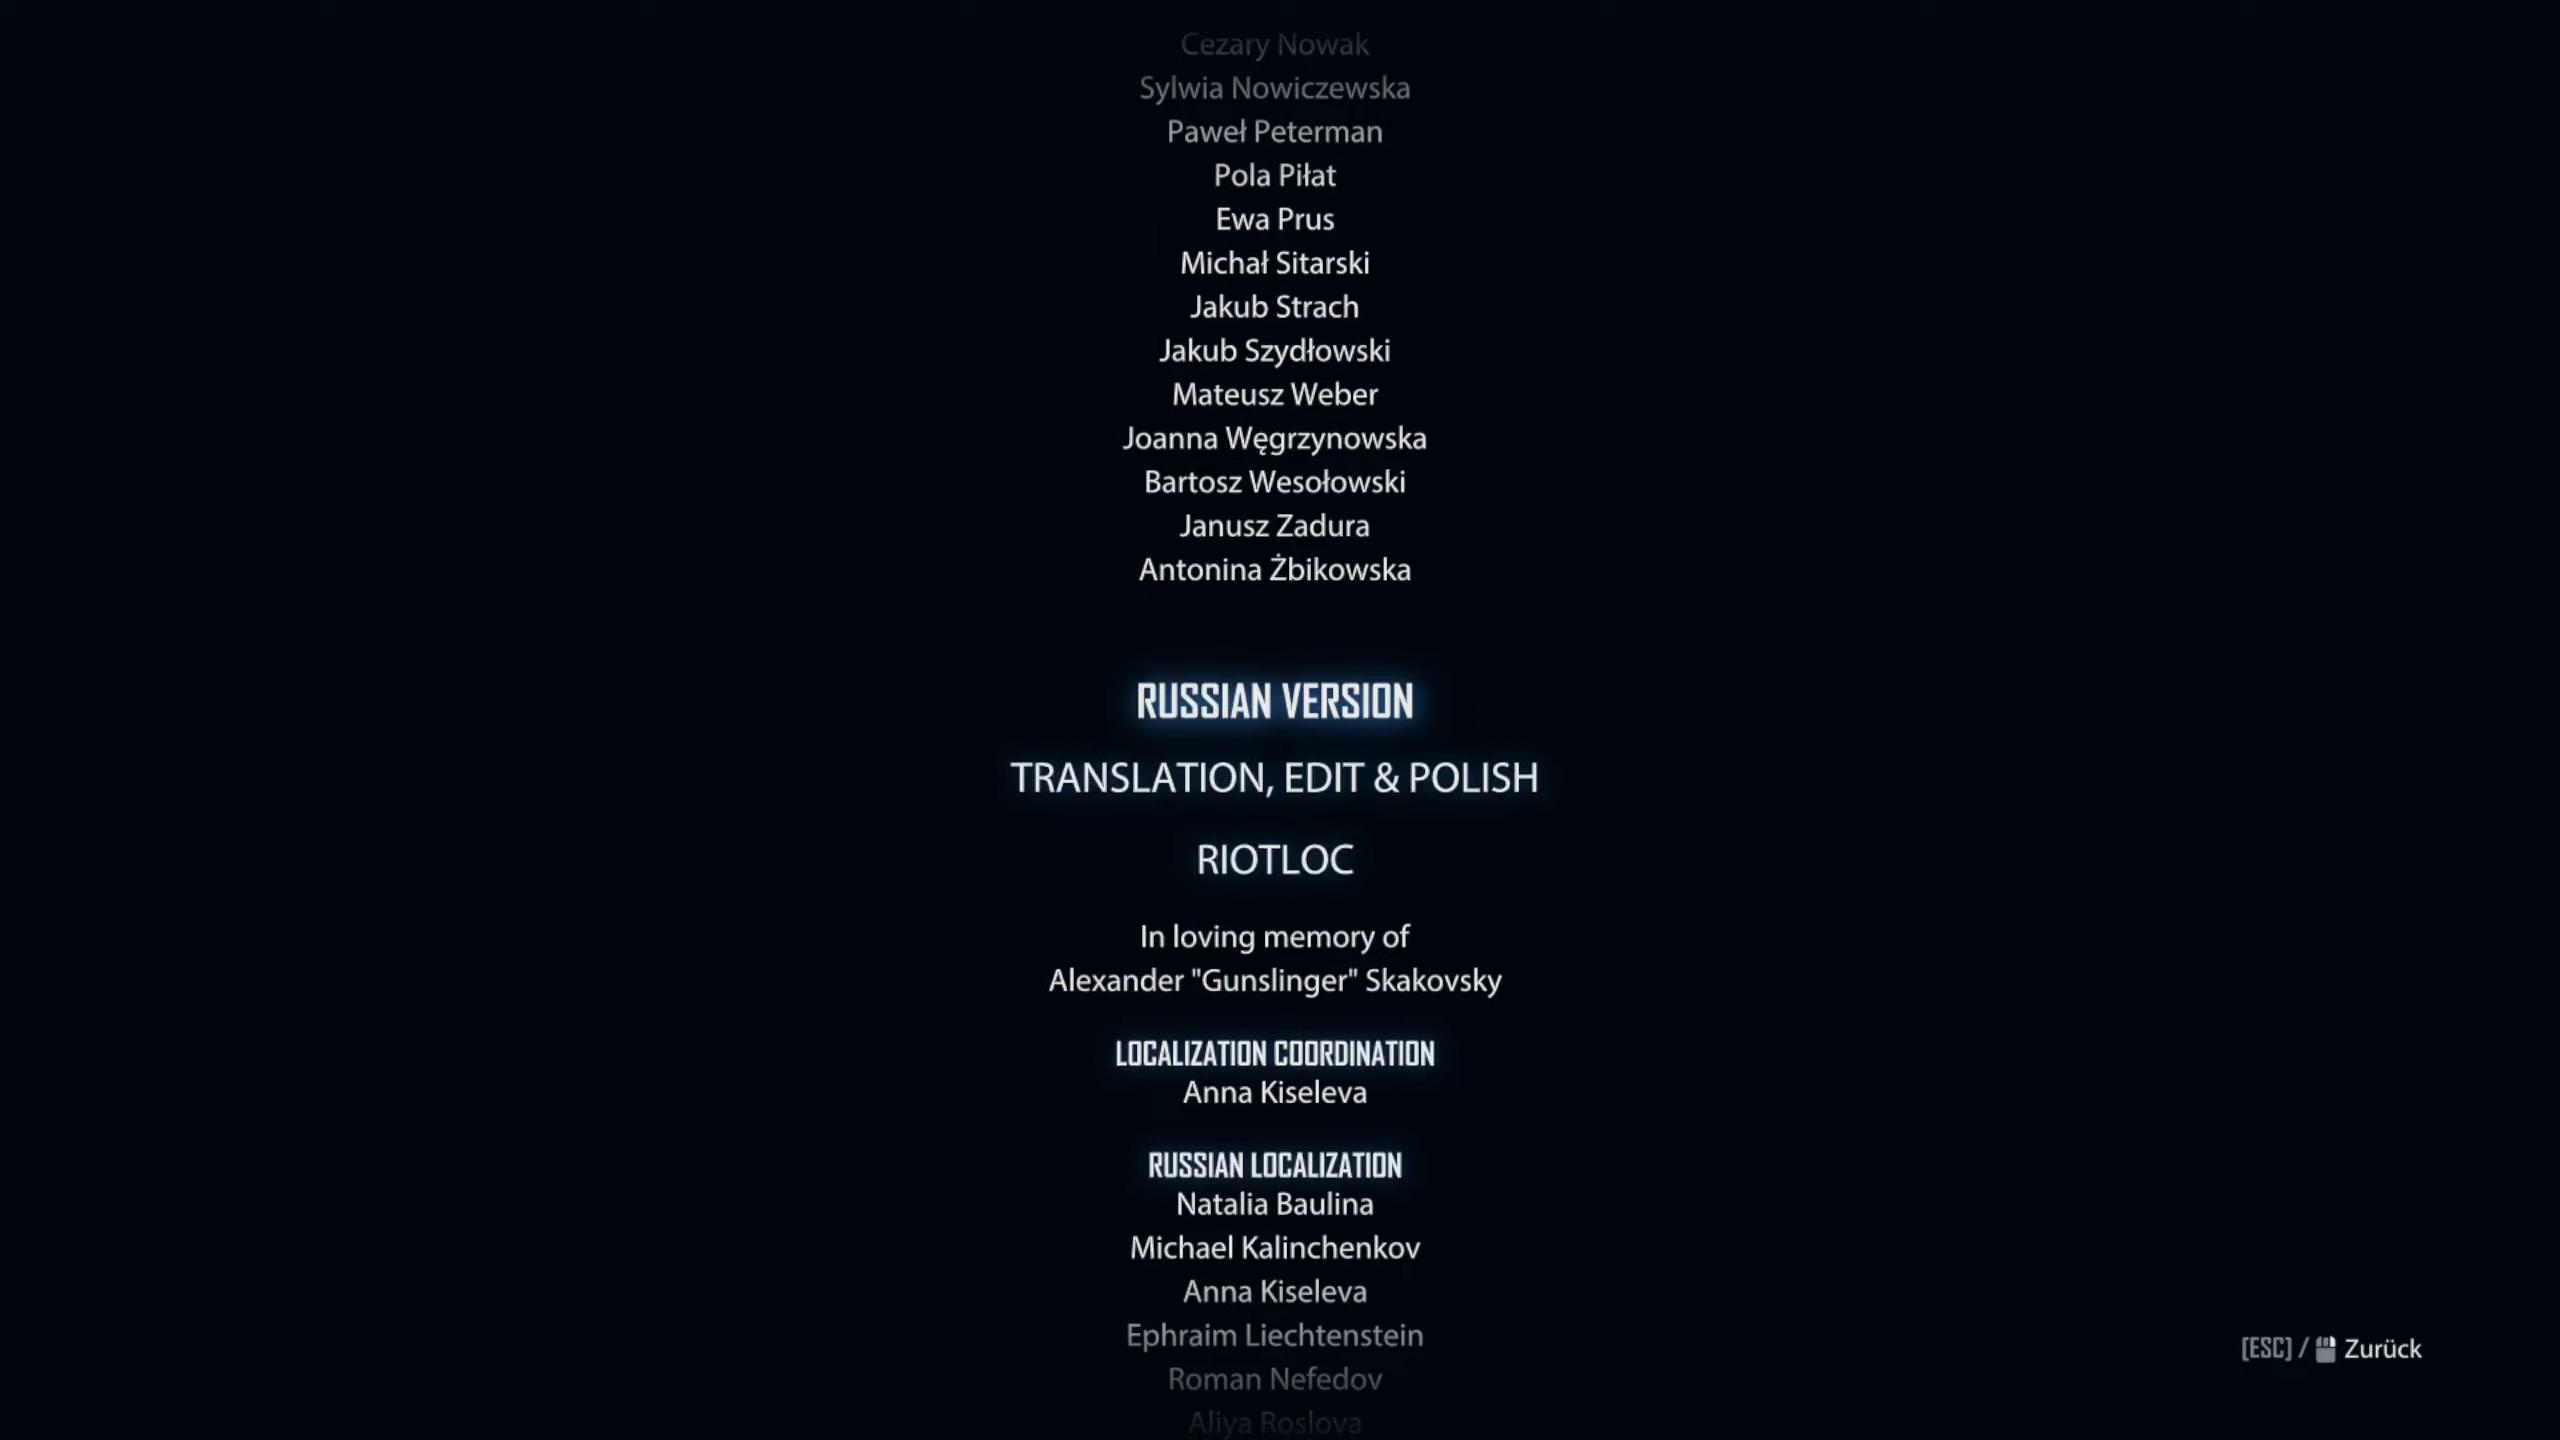 Cezary Nowak
Sylwia Nowiczewska
Paweł Peterman
Pola Piłat
Ewa Prus
Michał Sitarski
Jakub Strach
Jakub Szydłowski
Mateusz Weber
Joanna Węgrzynowska
Bartosz Wesołowski
Janusz Zadura
Antonina Żbikowska
RUSSIAN VERSION
TRANSLATION, EDIT & POLISH
RIOTLOC
In loving memory of
Alexander "Gunslinger" Skakovsky
LOCALIZATION COORDINATION
Anna Kiseleva
RUSSIAN LOCALIZATION
Natalia Baulina
Michael Kalinchenkov
Anna Kiseleva
Ephraim Liechtenstein
Roman Nefedov
Aliya Roslova
[ESC] / Zurück